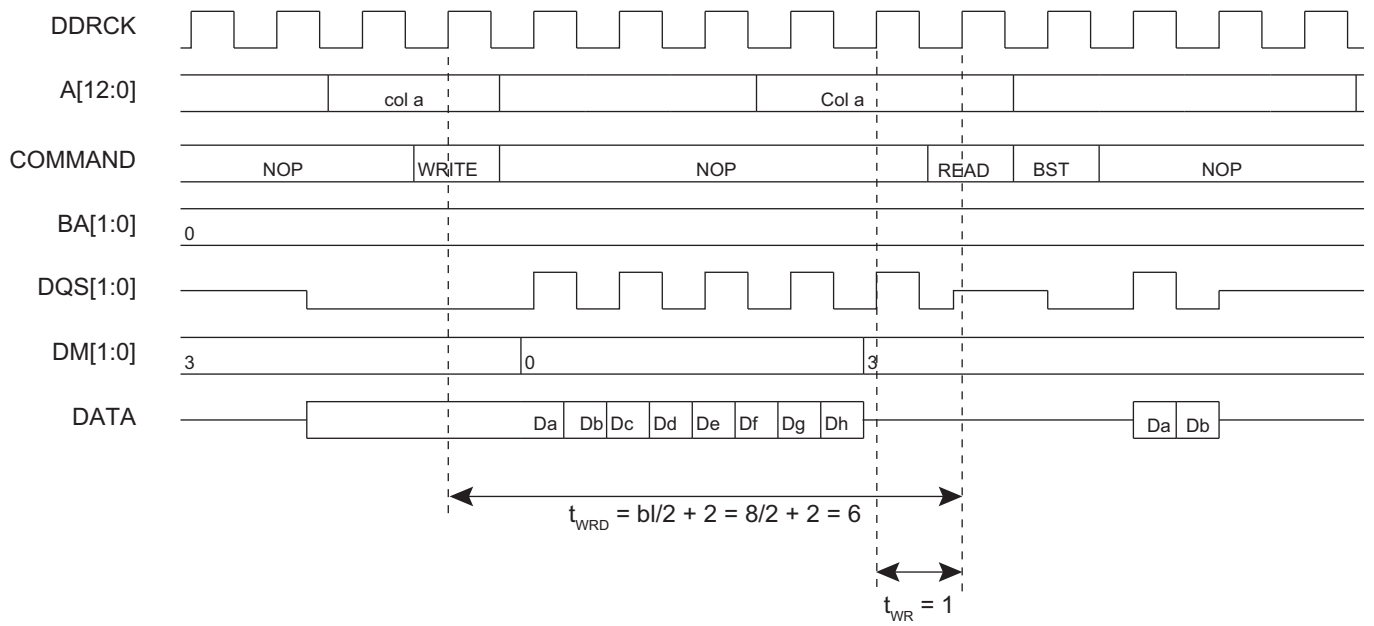 DDRCK
A[12:0] col a Col a
COMMAND NOP WRITE NOP READ BST NOP
BA[1:0] 0
DQS[1:0]
DM[1:0] 3 0 3
DATA Da Db Dc Dd De Df Dg Dh Da Db
tWRD = bl/2 + 2 = 8/2 + 2 = 6
tWR = 1